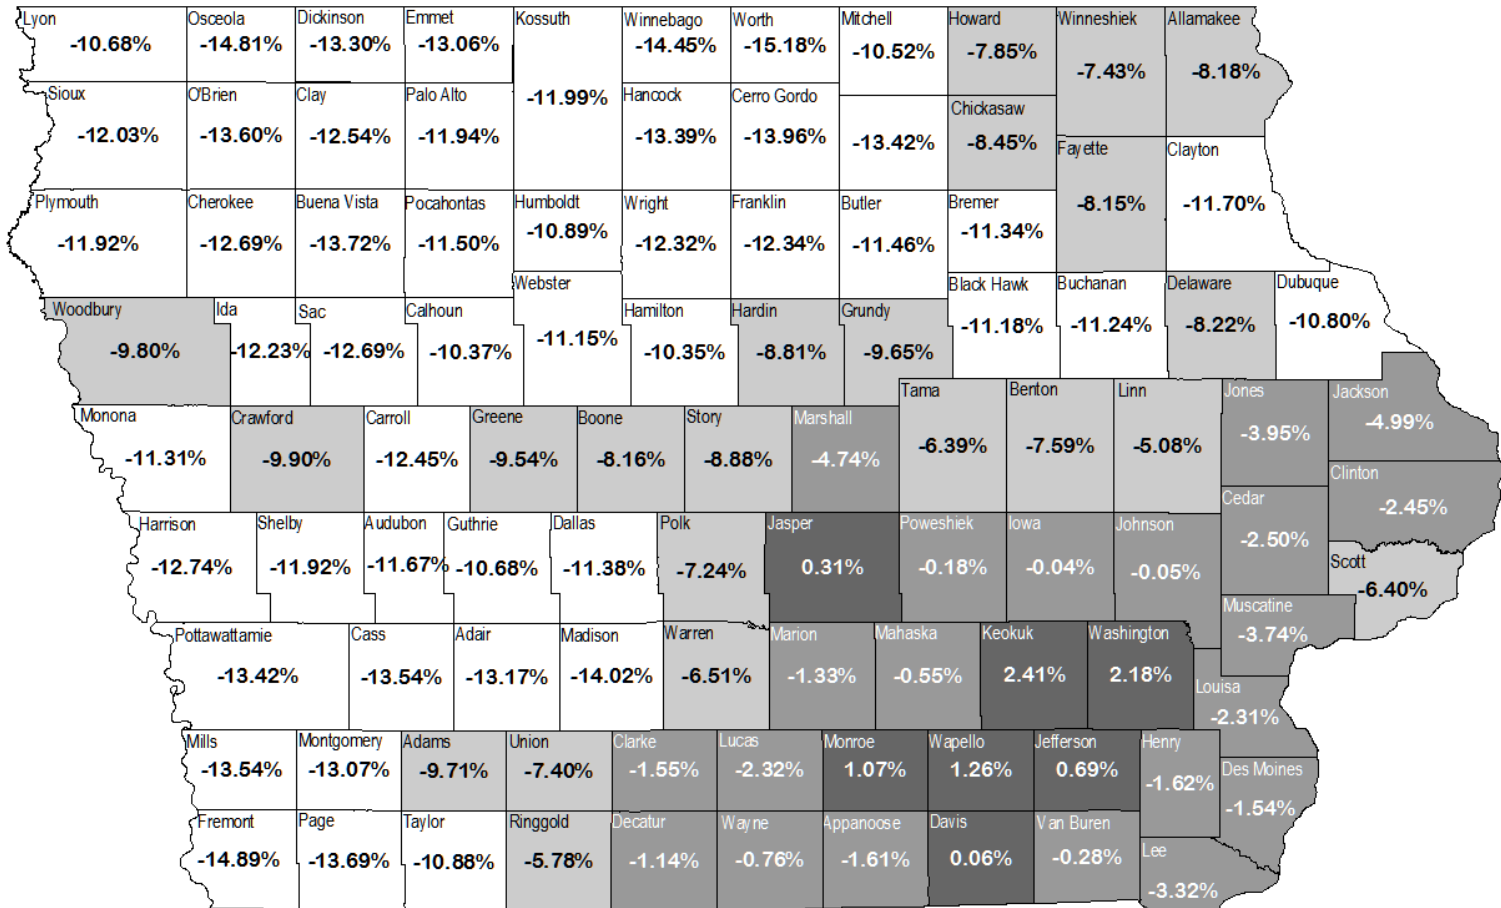 Lyon
-10.68%
Osceola
-14.81%
Dickinson
-13.30%
Emmet
-13.06%
Kossuth
-11.99%
Winnebago
-14.45%
Worth
-15.18%
Mitchell
-10.52%
Howard
-7.85%
Winneshiek
-7.43%
Allamakee
-8.18%
Sioux
-12.03%
O'Brien
-13.60%
Clay
-12.54%
Palo Alto
-11.94%
Hancock
-13.39%
Cerro Gordo
-13.96%
-13.42%
Chickasaw
-8.45%
Fayette
-8.15%
Clayton
-11.70%
Plymouth
-11.92%
Cherokee
-12.69%
Buena Vista
-13.72%
Pocahontas
-11.50%
Humboldt
-10.89%
Wright
-12.32%
Franklin
-12.34%
Butler
-11.46%
Bremer
-11.34%
Woodbury
-9.80%
Ida
-12.23%
Sac
-12.69%
Calhoun
-10.37%
Webster
-11.15%
Hamilton
-10.35%
Hardin
-8.81%
Grundy
-9.65%
Black Hawk
-11.18%
Buchanan
-11.24%
Delaware
-8.22%
Dubuque
-10.80%
Monona
-11.31%
Crawford
-9.90%
Carroll
-12.45%
Greene
-9.54%
Boone
-8.16%
Story
-8.88%
Marshall
-4.74%
Tama
-6.39%
Benton
-7.59%
Linn
-5.08%
Jones
-3.95%
Jackson
-4.99%
Clinton
-2.45%
Cedar
-2.50%
Harrison
-12.74%
Shelby
-11.92%
Audubon
-11.67%
Guthrie
-10.68%
Dallas
-11.38%
Polk
-7.24%
Jasper
0.31%
Poweshiek
-0.18%
Iowa
-0.04%
Johnson
-0.05%
Scott
-6.40%
Muscatine
-3.74%
Pottawattamie
-13.42%
Cass
-13.54%
Adair
-13.17%
Madison
-14.02%
Warren
-6.51%
Marion
-1.33%
Mahaska
-0.55%
Keokuk
2.41%
Washington
2.18%
Louisa
-2.31%
Mills
-13.54%
Montgomery
-13.07%
Adams
-9.71%
Union
-7.40%
Clarke
-1.55%
Lucas
-2.32%
Monroe
1.07%
Wapello
1.26%
Jefferson
0.69%
Henry
-1.62%
Des Moines
-1.54%
Fremont
-14.89%
Page
-13.69%
Taylor
-10.88%
Ringgold
-5.78%
Decatur
-1.14%
Wayne
-0.76%
Appanoose
-1.61%
Davis
0.06%
Van Buren
-0.28%
Lee
-3.32%